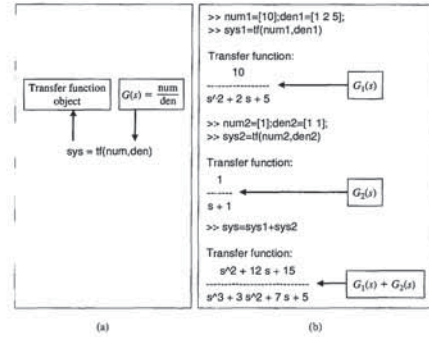 Transfer function
object
G(s) = num
den
sys = tf(num,den)
(a)
>> num1=[10];den1=[1 2 5];
>> sys1=tf(num1,den1)
Transfer function:
10
-----------------
s^2 + 2 s + 5
G1(s)
>> num2=[1];den2=[1 1];
>> sys2=tf(num2,den2)
Transfer function:
1
-------
s + 1
G2(s)
>> sys=sys1+sys2
Transfer function:
s^2 + 12 s + 15
-----------------------------
s^3 + 3 s^2 + 7 s + 5
G1(s) + G2(s)
(b)